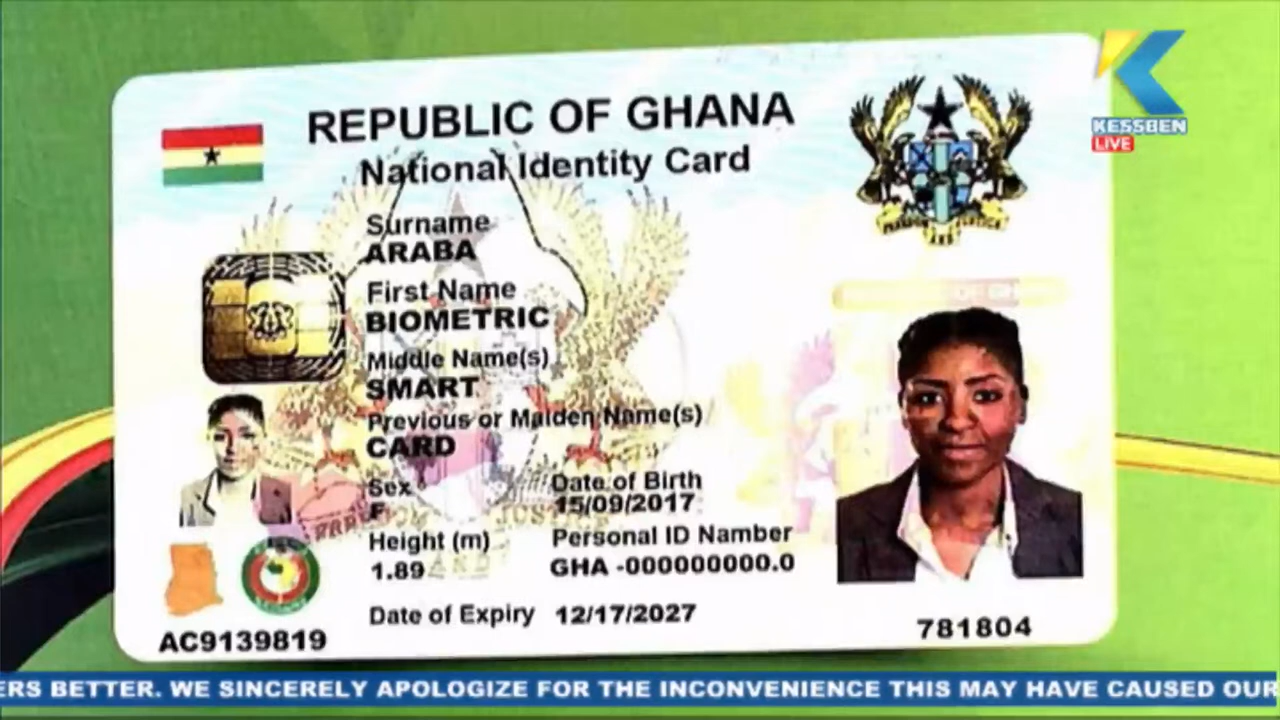 KESSBEN
LIVE
REPUBLIC OF GHANA
National Identity Card
Surname
ARABA
First Name
BIOMETRIC
Middle Name(s)
SMART
Previous or Maiden Name(s)
CARD
Sex
F
Date of Birth
15/09/2017
Height (m)
1.89
Personal ID Namber
GHA -000000000.0
Date of Expiry 12/17/2027
AC9139819
781804
ERS BETTER. WE SINCERELY APOLOGIZE FOR THE INCONVENIENCE THIS MAY HAVE CAUSED OUR